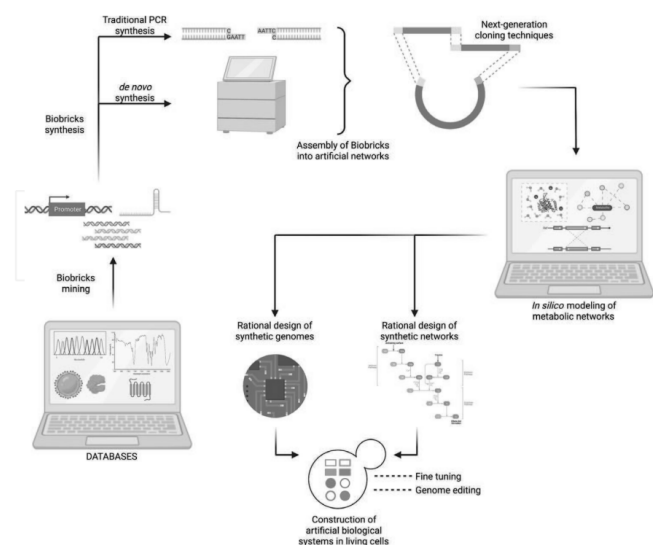 Traditional PCR
synthesis
C
GAATT
AATTC
C
Next-generation
cloning techniques
de novo
synthesis
Biobricks
synthesis
Assembly of Biobricks
into artificial networks
Promoter
Biobricks
mining
In silico modeling of
metabolic networks
Rational design of
synthetic genomes
Rational design of
synthetic networks
DATABASES
Fine tuning
Genome editing
Construction of
artificial biological
systems in living cells